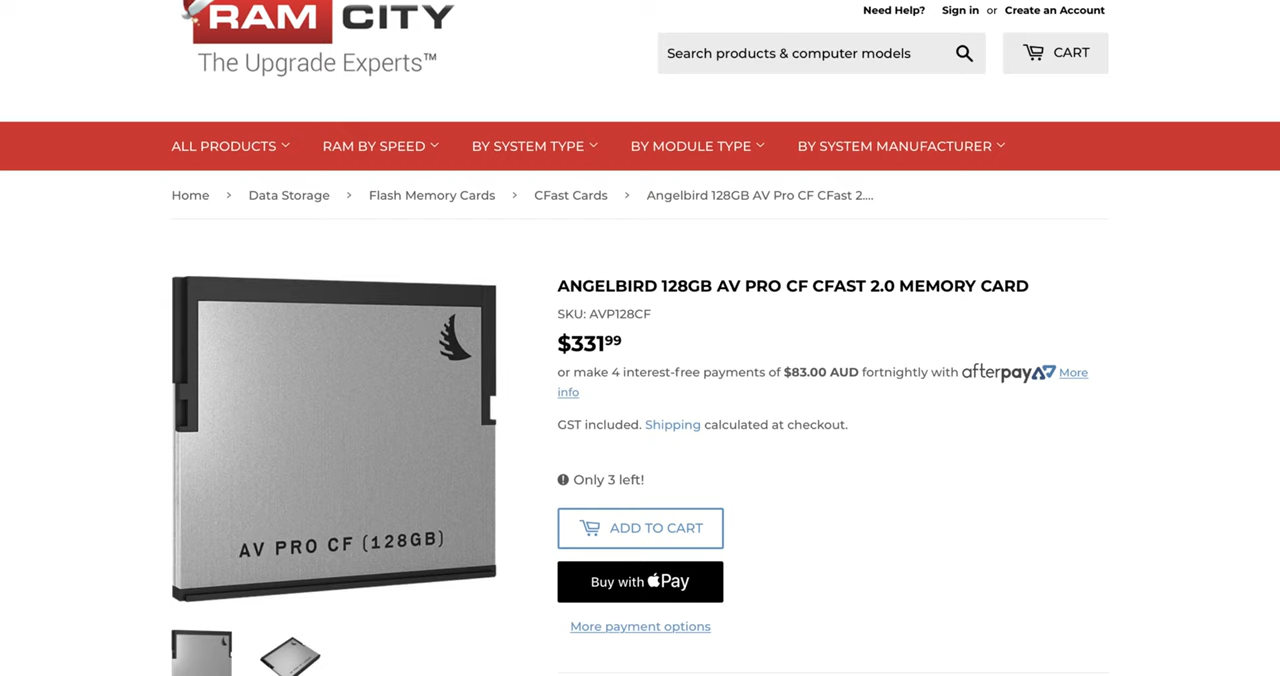 RAM CITY
The Upgrade Experts™
Need Help? Sign in or Create an Account
Search products & computer models
CART
ALL PRODUCTS RAM BY SPEED BY SYSTEM TYPE BY MODULE TYPE BY SYSTEM MANUFACTURER
Home › Data Storage › Flash Memory Cards › CFast Cards › Angelbird 128GB AV Pro CF CFast 2....
AV PRO CF (128GB)
ANGELBIRD 128GB AV PRO CF CFAST 2.0 MEMORY CARD
SKU: AVP128CF
$33199
or make 4 interest-free payments of $83.00 AUD fortnightly with afterpay More
info
GST included. Shipping calculated at checkout.
Only 3 left!
ADD TO CART
Buy with Pay
More payment options